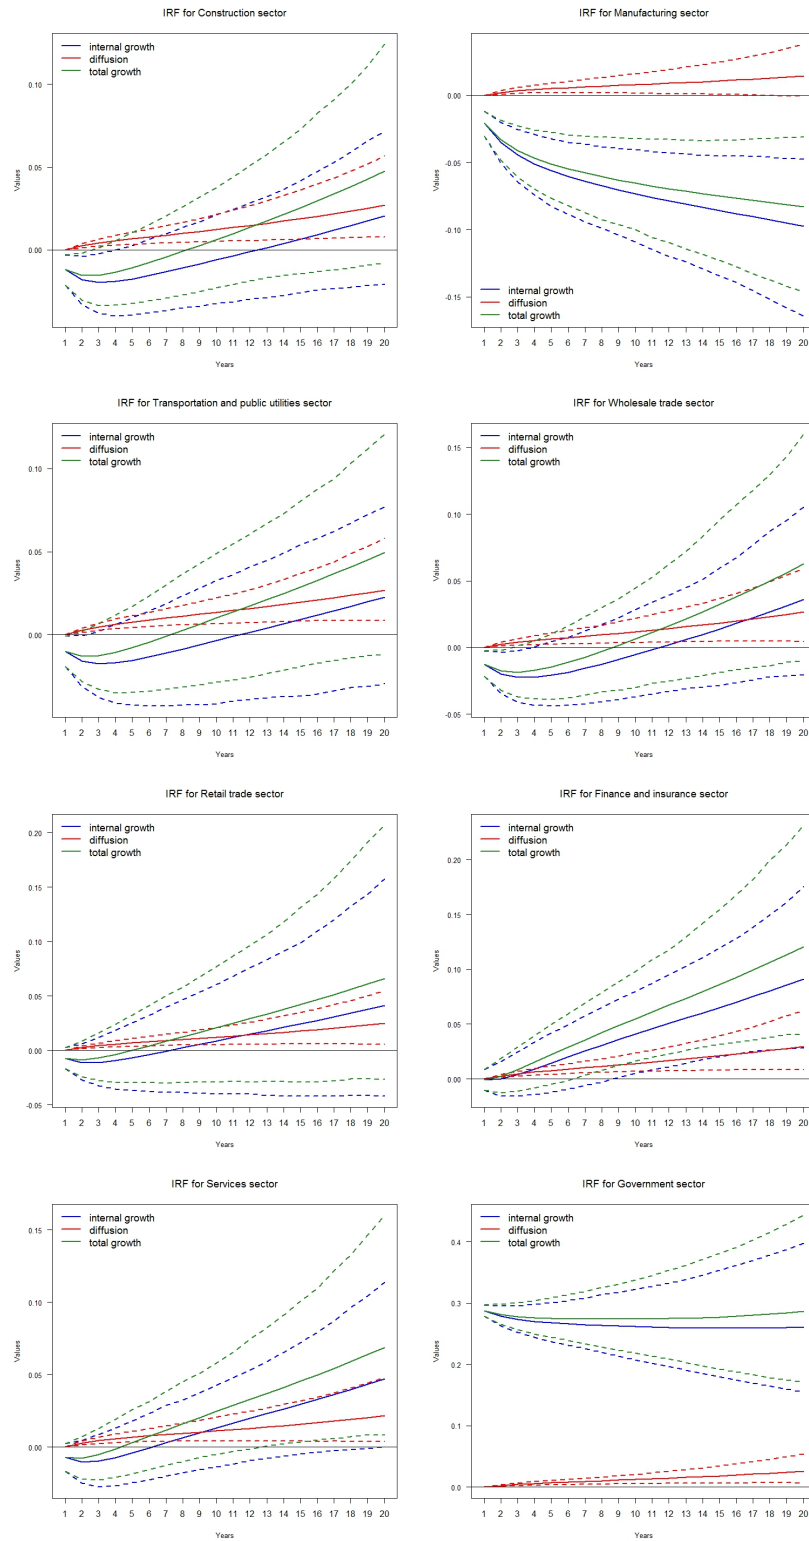 IRF for Construction sector
internal growth
diffusion
total growth
0.10
0.05
0.00
Values
1 2 3 4 5 6 7 8 9 10 11 12 13 14 15 16 17 18 19 20
Years
IRF for Manufacturing sector
0.00
-0.05
-0.10
-0.15
Values
internal growth
diffusion
total growth
1 2 3 4 5 6 7 8 9 10 11 12 13 14 15 16 17 18 19 20
Years
IRF for Transportation and public utilities sector
internal growth
diffusion
total growth
0.10
0.05
0.00
Values
1 2 3 4 5 6 7 8 9 10 11 12 13 14 15 16 17 18 19 20
Years
IRF for Wholesale trade sector
internal growth
diffusion
total growth
0.15
0.10
0.05
0.00
-0.05
Values
1 2 3 4 5 6 7 8 9 10 11 12 13 14 15 16 17 18 19 20
Years
IRF for Retail trade sector
internal growth
diffusion
total growth
0.20
0.15
0.10
0.05
0.00
-0.05
Values
1 2 3 4 5 6 7 8 9 10 11 12 13 14 15 16 17 18 19 20
Years
IRF for Finance and insurance sector
internal growth
diffusion
total growth
0.20
0.15
0.10
0.05
0.00
Values
1 2 3 4 5 6 7 8 9 10 11 12 13 14 15 16 17 18 19 20
Years
IRF for Services sector
internal growth
diffusion
total growth
0.15
0.10
0.05
0.00
Values
1 2 3 4 5 6 7 8 9 10 11 12 13 14 15 16 17 18 19 20
Years
IRF for Government sector
internal growth
diffusion
total growth
0.4
0.3
0.2
0.1
0.0
Values
1 2 3 4 5 6 7 8 9 10 11 12 13 14 15 16 17 18 19 20
Years